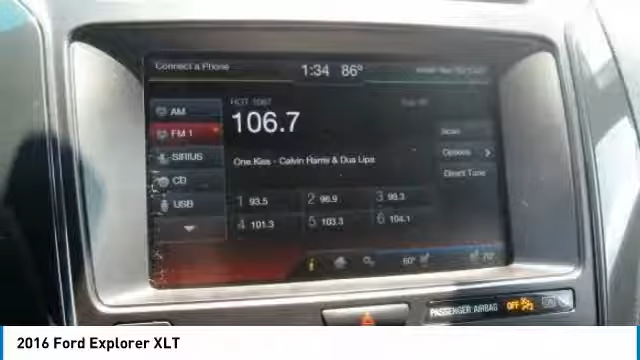 Connect a Phone 1:34 86°
AM
HOT 1067
FM 1
106.7
Scan
SIRIUS
One Kiss - Calvin Harris & Dua Lipa
Options >
CD
Direct Tune
USB
1 93.5 2 96.9 3 99.3
4 101.3 5 103.3 6 104.1
60°
PASSENGER AIRBAG OFF
2016 Ford Explorer XLT